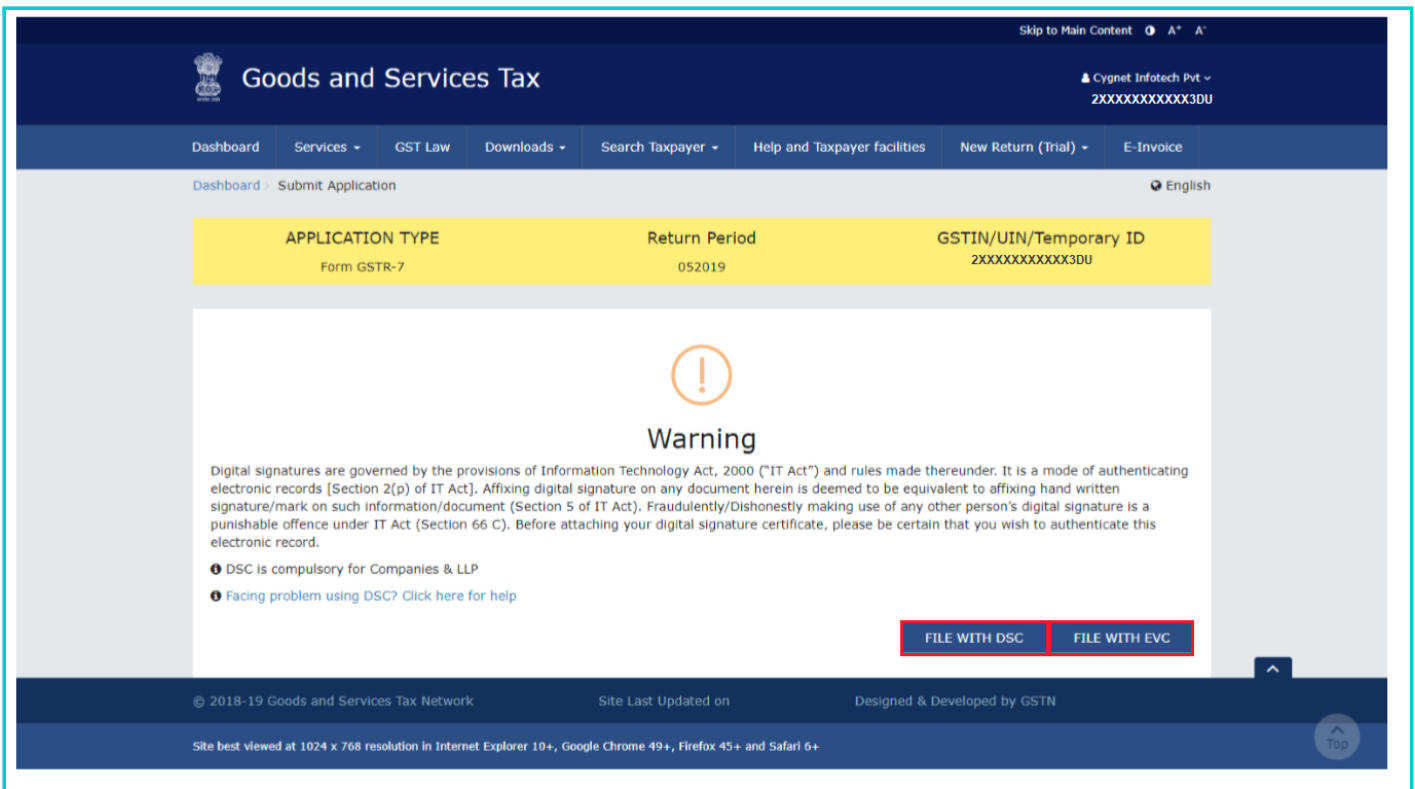 Skip to Main Content A+ A-
Goods and Services Tax
Cygnet Infotech Pvt
2XXXXXXXXXXX3DU
Dashboard Services GST Law Downloads Search Taxpayer Help and Taxpayer facilities New Return (Trial) E-Invoice
Dashboard › Submit Application English
APPLICATION TYPE Return Period GSTIN/UIN/Temporary ID
Form GSTR-7 052019 2XXXXXXXXXXX3DU
Warning
Digital signatures are governed by the provisions of Information Technology Act, 2000 (“IT Act”) and rules made thereunder. It is a mode of authenticating
electronic records [Section 2(p) of IT Act]. Affixing digital signature on any document herein is deemed to be equivalent to affixing hand written
signature/mark on such information/document (Section 5 of IT Act). Fraudulently/Dishonestly making use of any other person’s digital signature is a
punishable offence under IT Act (Section 66 C). Before attaching your digital signature certificate, please be certain that you wish to authenticate this
electronic record.
DSC is compulsory for Companies & LLP
Facing problem using DSC? Click here for help
FILE WITH DSC FILE WITH EVC
© 2018-19 Goods and Services Tax Network Site Last Updated on Designed & Developed by GSTN
Site best viewed at 1024 x 768 resolution in Internet Explorer 10+, Google Chrome 49+, Firefox 45+ and Safari 6+
Top